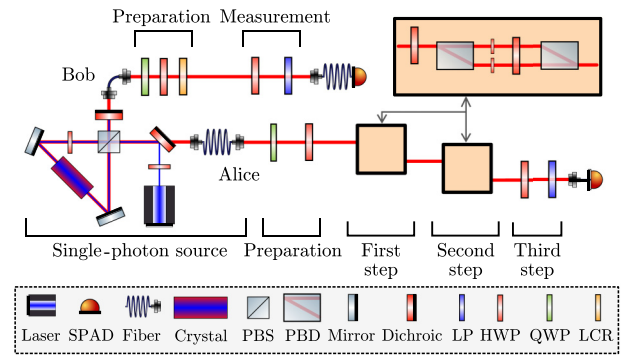 Preparation Measurement
Bob
Alice
Single-photon source Preparation First step Second step Third step
Laser SPAD Fiber Crystal PBS PBD Mirror Dichroic LP HWP QWP LCR